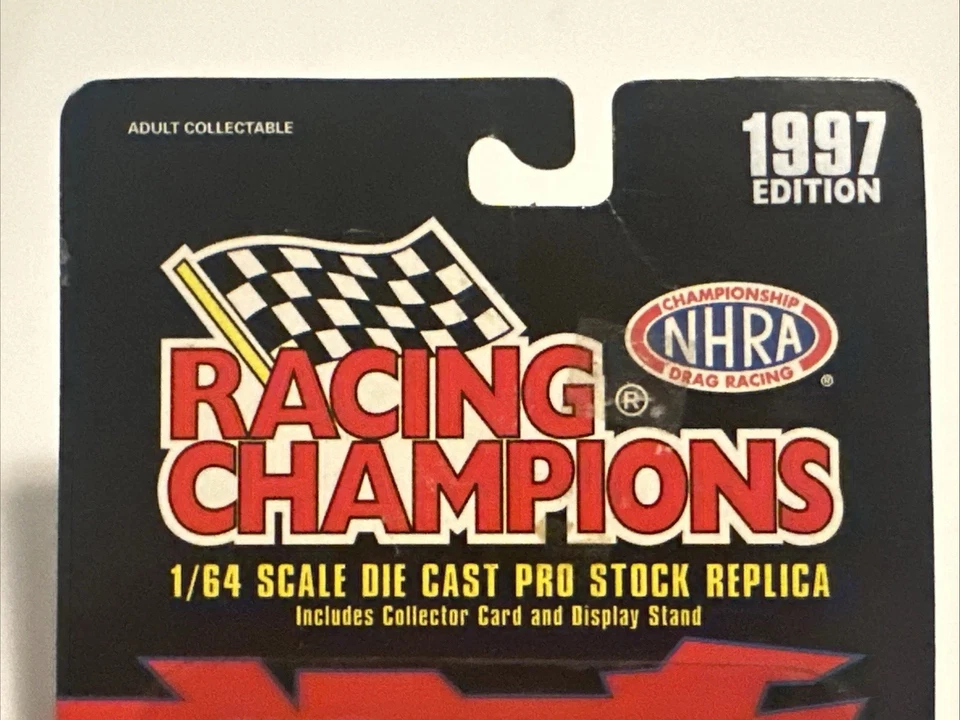 ADULT COLLECTABLE
1997
EDITION
CHAMPIONSHIP
NHRA
DRAG RACING
®
RACING
®
CHAMPIONS
1/64 SCALE DIE CAST PRO STOCK REPLICA
Includes Collector Card and Display Stand